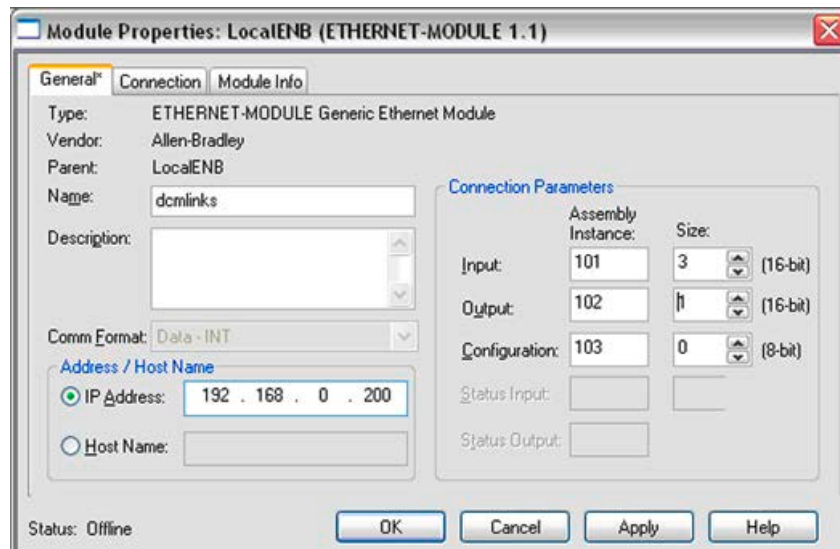 Module Properties: LocalENB (ETHERNET-MODULE 1.1)
General* Connection Module Info
Type: ETHERNET-MODULE Generic Ethernet Module
Vendor: Allen-Bradley
Parent: LocalENB
Name: dcmlinks
Description:
Comm Format: Data - INT
Address / Host Name
IP Address: 192 . 168 . 0 . 200
Host Name:
Connection Parameters
Assembly Instance: Size:
Input: 101 3 (16-bit)
Output: 102 1 (16-bit)
Configuration: 103 0 (8-bit)
Status Input:
Status Output:
Status: Offline OK Cancel Apply Help